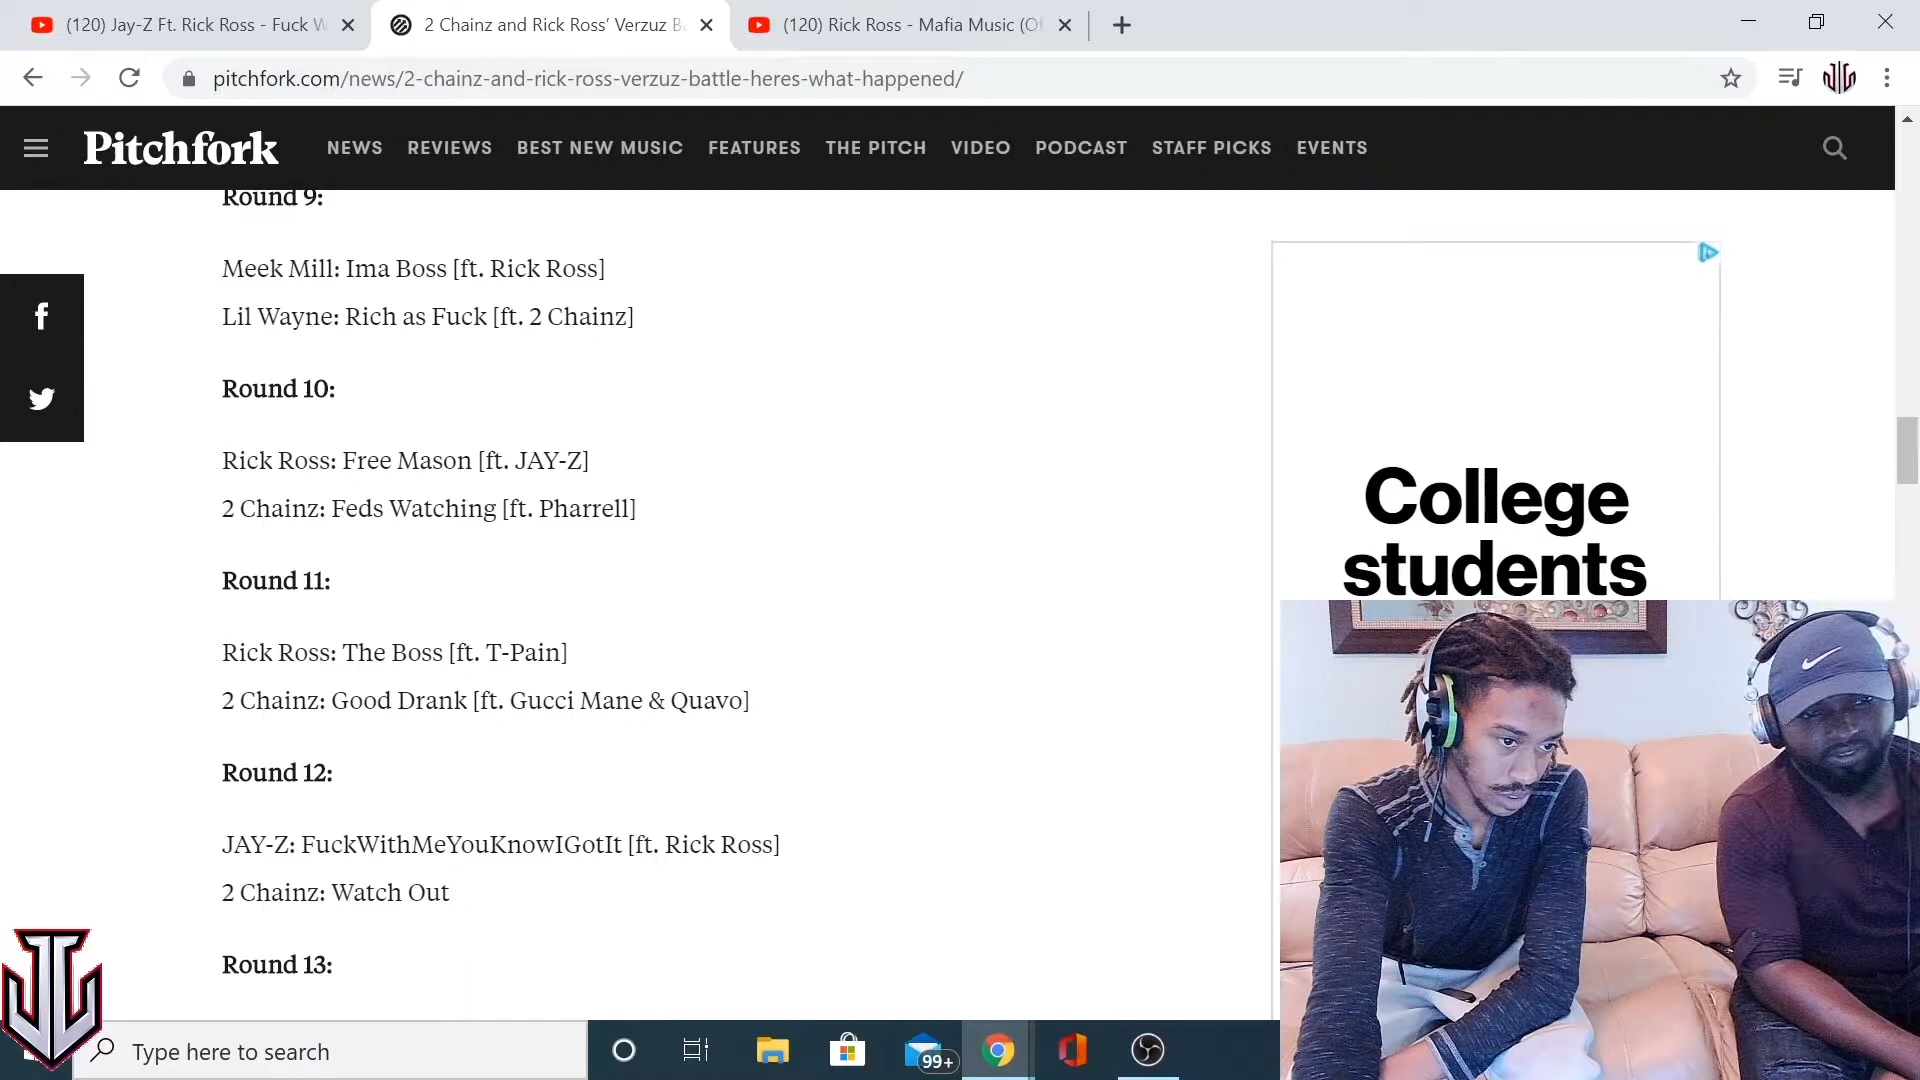 (120) Jay-Z Ft. Rick Ross - Fuck W
2 Chainz and Rick Ross’ Verzuz Ba
(120) Rick Ross - Mafia Music (O
pitchfork.com/news/2-chainz-and-rick-ross-verzuz-battle-heres-what-happened/
Pitchfork NEWS REVIEWS BEST NEW MUSIC FEATURES THE PITCH VIDEO PODCAST STAFF PICKS EVENTS
Round 9:
Meek Mill: Ima Boss [ft. Rick Ross]
Lil Wayne: Rich as Fuck [ft. 2 Chainz]
Round 10:
Rick Ross: Free Mason [ft. JAY-Z]
2 Chainz: Feds Watching [ft. Pharrell]
Round 11:
Rick Ross: The Boss [ft. T-Pain]
2 Chainz: Good Drank [ft. Gucci Mane & Quavo]
Round 12:
JAY-Z: FuckWithMeYouKnowIGotIt [ft. Rick Ross]
2 Chainz: Watch Out
Round 13:
College
students
Type here to search
99+